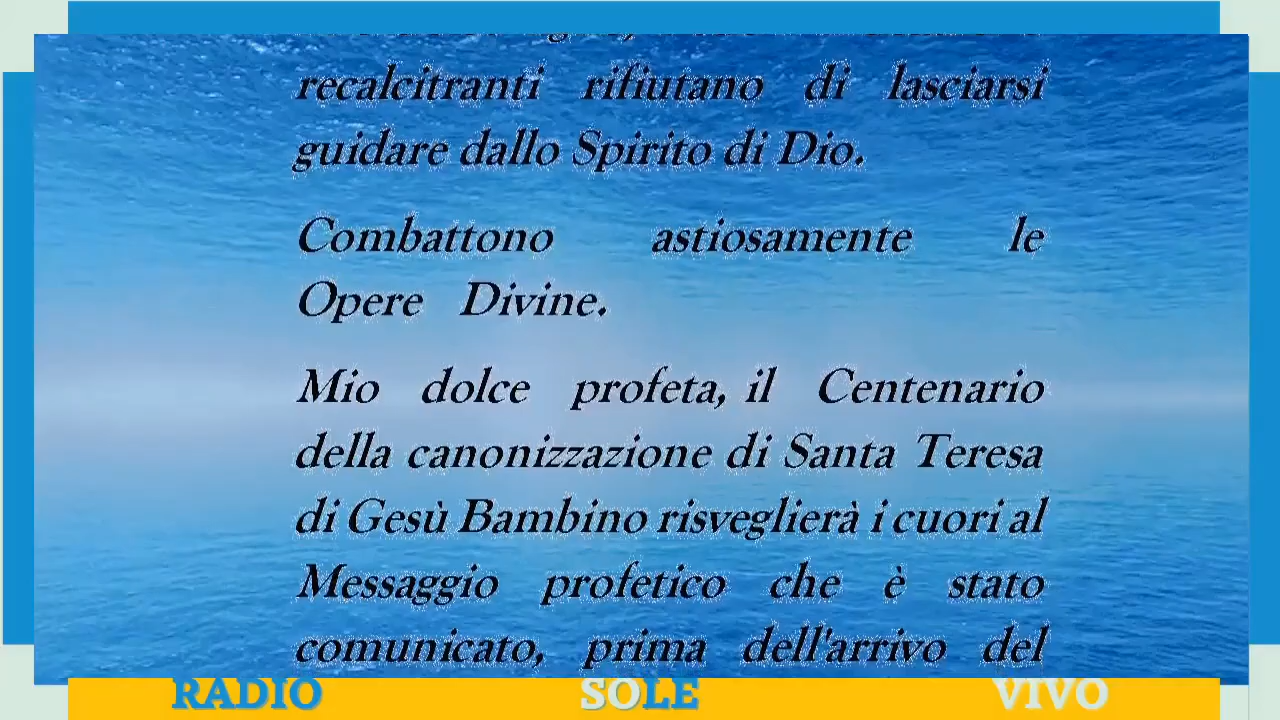 recalcitranti rifiutano di lasciarsi
guidare dallo Spirito di Dio.
Combattono astiosamente le
Opere Divine.
Mio dolce profeta, il Centenario
della canonizzazione di Santa Teresa
di Gesù Bambino risveglierà i cuori al
Messaggio profetico che è stato
comunicato, prima dell'arrivo del
RADIO SOLE VIVO